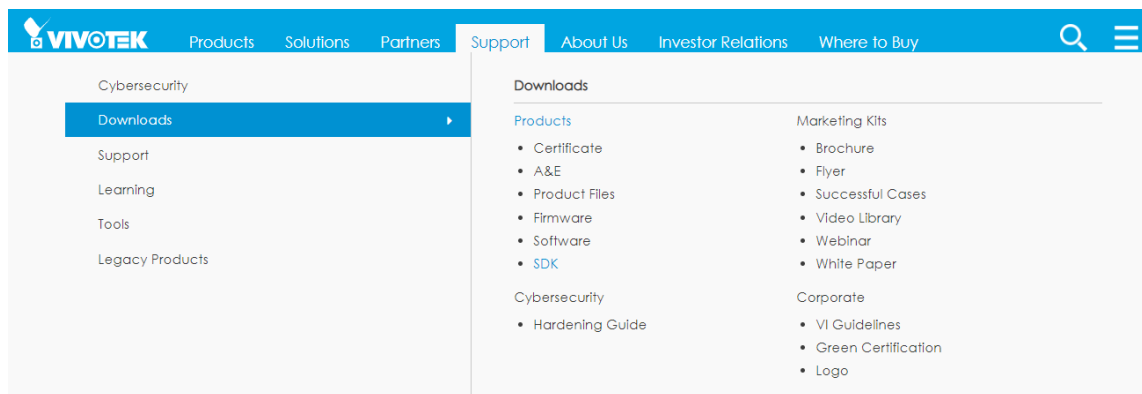 VIVOTEK
Products Solutions Partners Support About Us Investor Relations Where to Buy
Cybersecurity
Downloads
Support
Learning
Tools
Legacy Products
Downloads
Products
• Certificate
• A&E
• Product Files
• Firmware
• Software
• SDK
Cybersecurity
• Hardening Guide
Marketing Kits
• Brochure
• Flyer
• Successful Cases
• Video Library
• Webinar
• White Paper
Corporate
• VI Guidelines
• Green Certification
• Logo